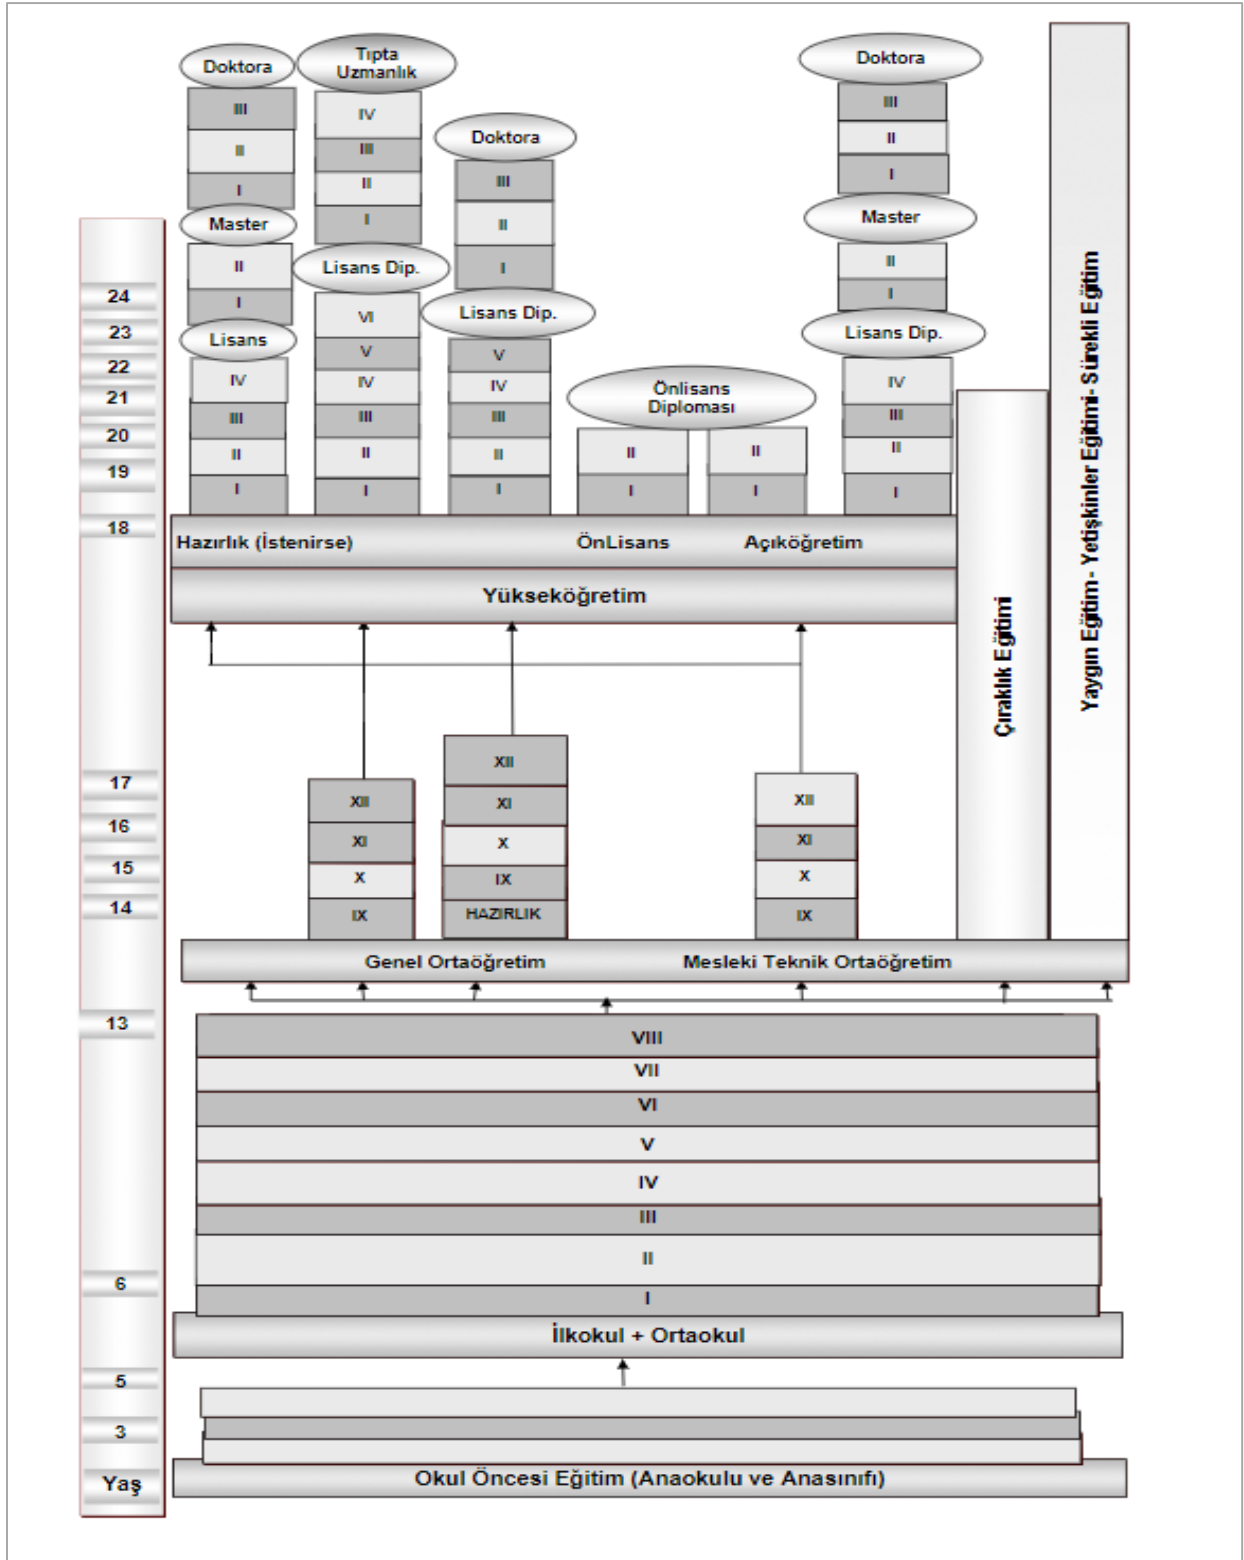 Doktora
III
II
I
Master
II
I
Lisans
IV
III
II
I
Tıpta
Uzmanlık
IV
III
II
I
Lisans Dip.
VI
V
IV
III
II
I
Doktora
III
II
I
Lisans Dip.
V
IV
III
II
I
Önlisans
Diploması
II
I
II
I
Doktora
III
II
I
Master
II
I
Lisans Dip.
IV
III
II
I
Hazırlık (İstenirse)
ÖnLisans
Açıköğretim
Yükseköğretim
XII
XI
X
IX
XII
XI
X
IX
HAZIRLIK
XII
XI
X
IX
Genel Ortaöğretim
Mesleki Teknik Ortaöğretim
Çıraklık Eğitimi
Yaygın Eğitim- Yetişkinler Eğitimi- Sürekli Eğitim
VIII
VII
VI
V
IV
III
II
I
İlkokul + Ortaokul
Okul Öncesi Eğitim (Anaokulu ve Anasınıfı)
24
23
22
21
20
19
18
17
16
15
14
13
6
5
3
Yaş